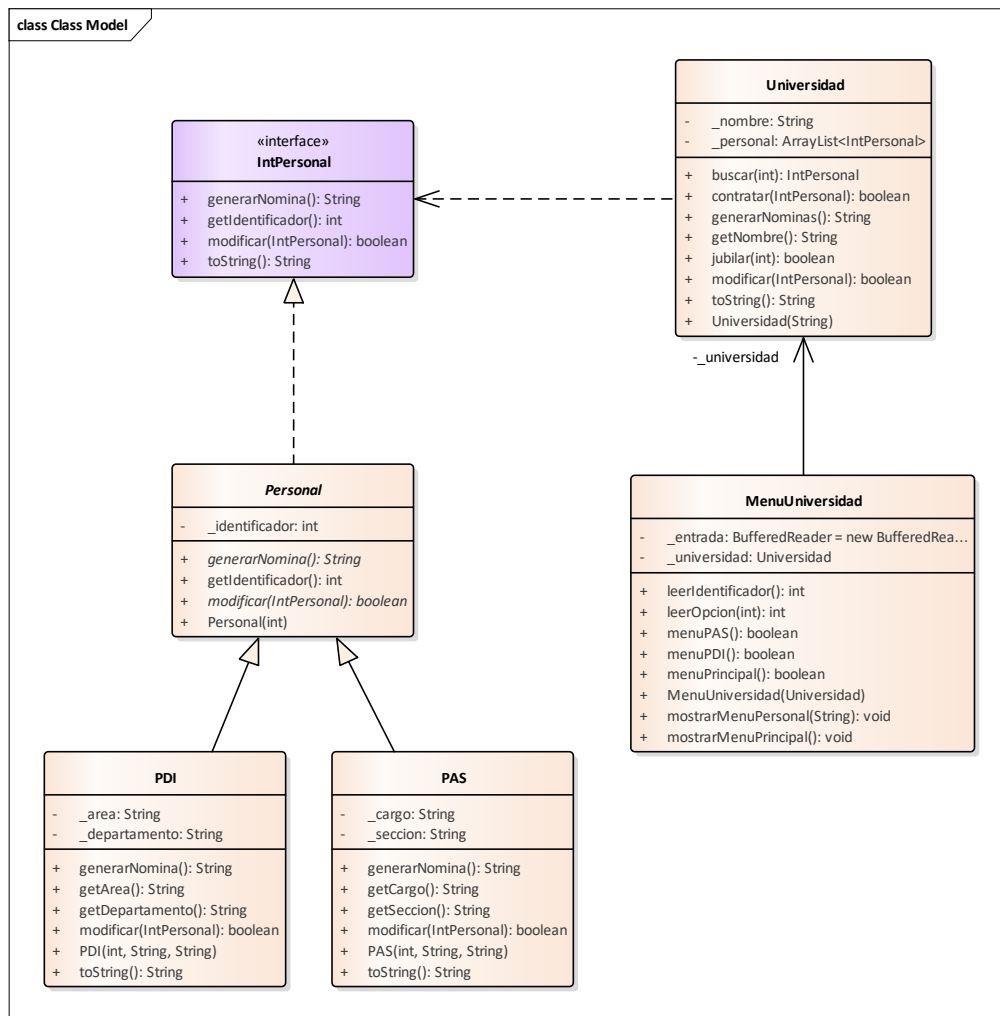 class Class Model
Universidad
- _nombre: String
- _personal: ArrayList<IntPersonal>
+ buscar(int): IntPersonal
+ contratar(IntPersonal): boolean
+ generarNominas(): String
+ getNombre(): String
+ jubilar(int): boolean
+ modificar(IntPersonal): boolean
+ toString(): String
+ Universidad(String)
«interface»
IntPersonal
+ generarNomina(): String
+ getIdentificador(): int
+ modificar(IntPersonal): boolean
+ toString(): String
-_universidad
Personal
- _identificador: int
+ generarNomina(): String
+ getIdentificador(): int
+ modificar(IntPersonal): boolean
+ Personal(int)
MenuUniversidad
- _entrada: BufferedReader = new BufferedRea...
- _universidad: Universidad
+ leerIdentificador(): int
+ leerOpcion(int): int
+ menuPAS(): boolean
+ menuPDI(): boolean
+ menuPrincipal(): boolean
+ MenuUniversidad(Universidad)
+ mostrarMenuPersonal(String): void
+ mostrarMenuPrincipal(): void
PDI
- _area: String
- _departamento: String
+ generarNomina(): String
+ getArea(): String
+ getDepartamento(): String
+ modificar(IntPersonal): boolean
+ PDI(int, String, String)
+ toString(): String
PAS
- _cargo: String
- _seccion: String
+ generarNomina(): String
+ getCargo(): String
+ getSeccion(): String
+ modificar(IntPersonal): boolean
+ PAS(int, String, String)
+ toString(): String